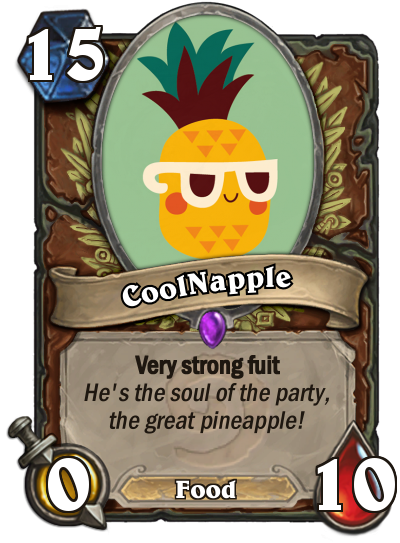 15
CoolNapple
Very strong fuit
He's the soul of the party,
the great pineapple!
0
Food
10